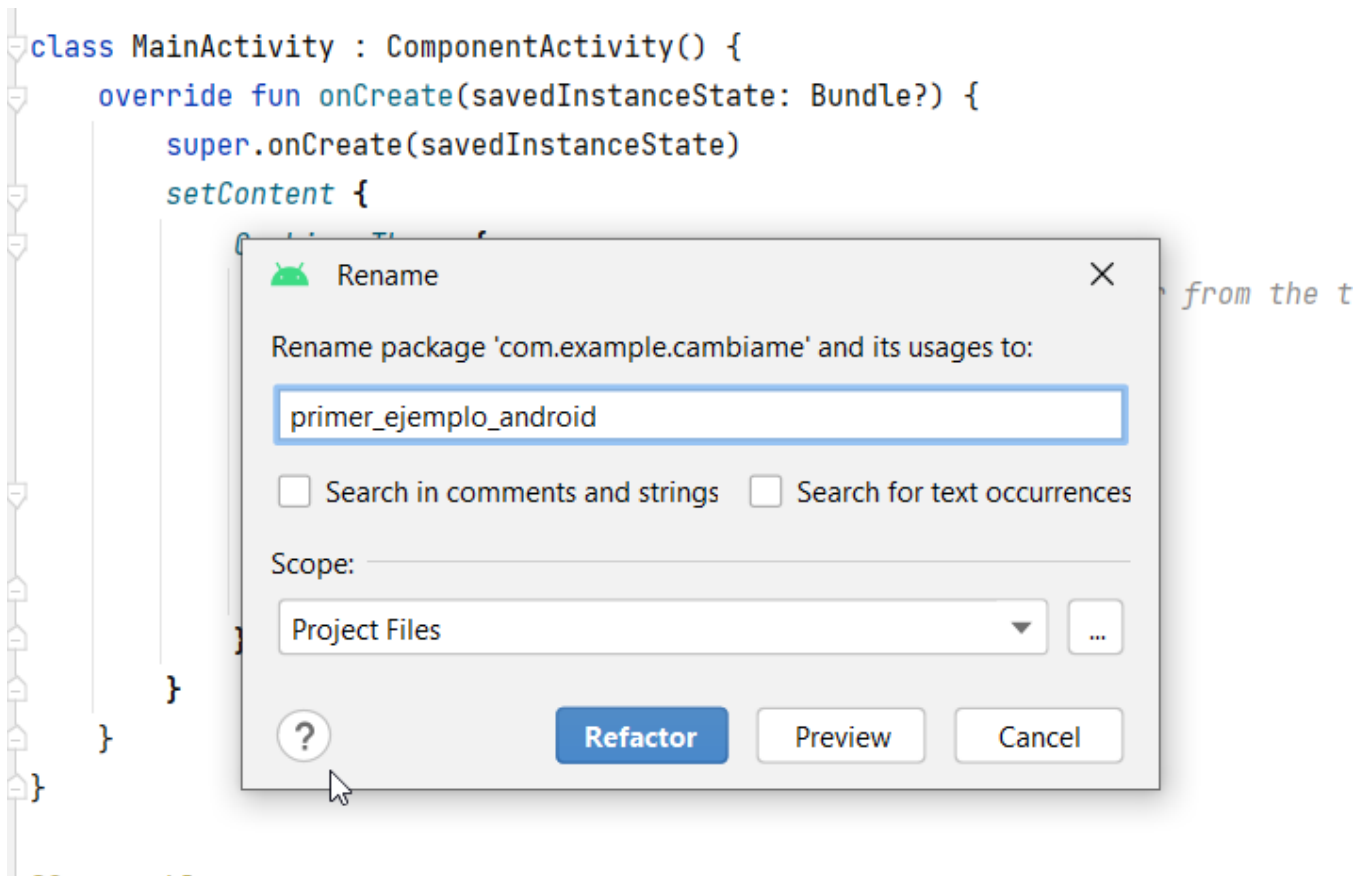 class MainActivity : ComponentActivity() {
override fun onCreate(savedInstanceState: Bundle?) {
super.onCreate(savedInstanceState)
setContent {
{
Rename
from the t
Rename package 'com.example.cambiame' and its usages to:
primer_ejemplo_android
Search in comments and strings Search for text occurrences
Scope:
Project Files ...
}
}
? Refactor Preview Cancel
}
}